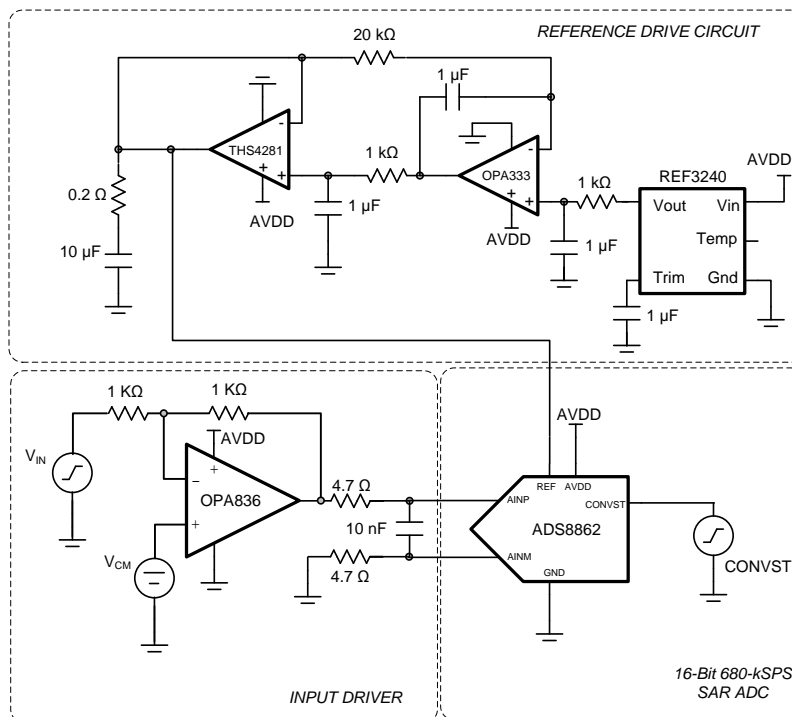 REFERENCE DRIVE CIRCUIT
20 kΩ
1 µF
-
THS4281
+
+
AVDD
1 kΩ
1 µF
-
OPA333
+
+
AVDD
1 kΩ
1 µF
REF3240
AVDD
Vout
Vin
Temp
Trim
Gnd
1 µF
0.2 Ω
10 µF
1 KΩ
1 KΩ
AVDD
VIN
+
−
OPA836
+
VCM
4.7 Ω
10 nF
4.7 Ω
INPUT DRIVER
AVDD
REF
AVDD
AINP
CONVST
ADS8862
AINM
GND
CONVST
16-Bit 680-kSPS
SAR ADC